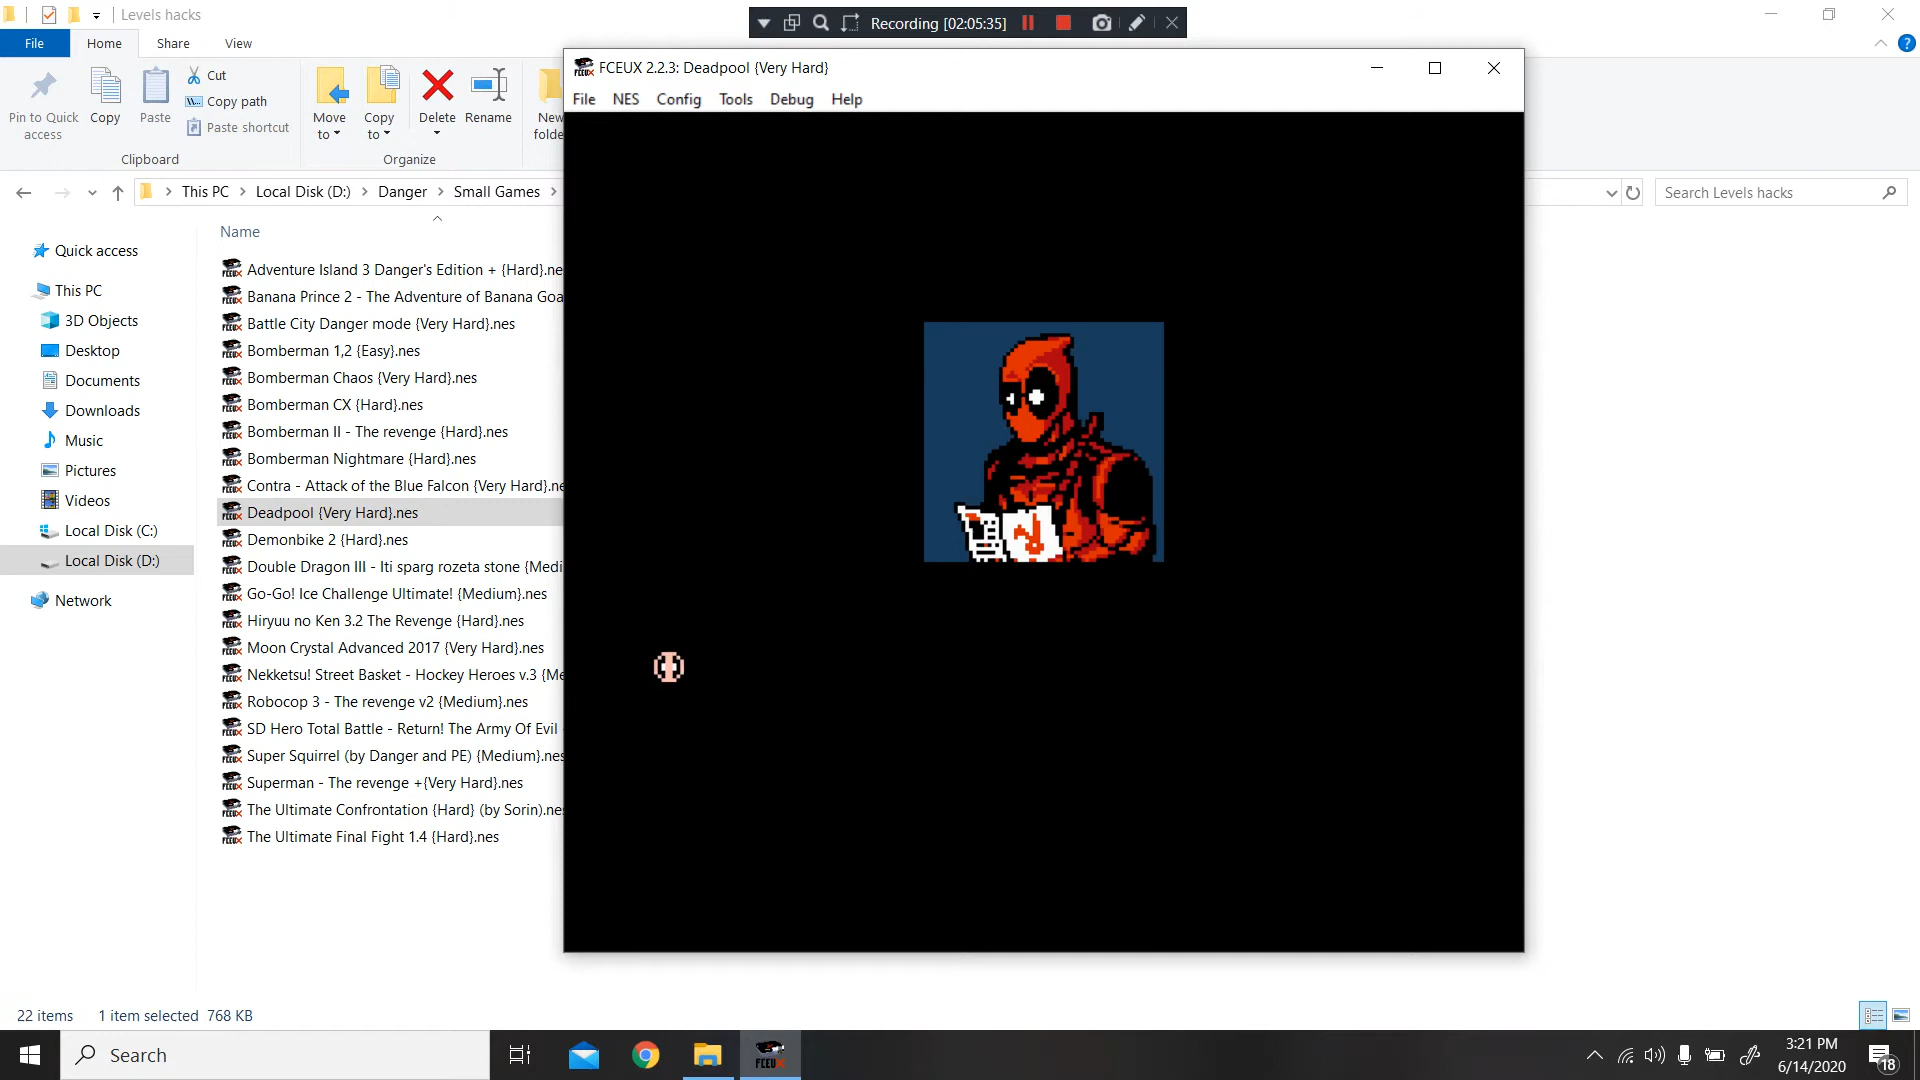 Levels hacks
Recording [02:05:35]
File
Home
Share
View
Pin to Quick access
Copy
Paste
Cut
Copy path
Paste shortcut
Clipboard
Move to
Copy to
Delete
Rename
New folde
Organize
FCEUX 2.2.3: Deadpool {Very Hard}
File NES Config Tools Debug Help
This PC > Local Disk (D:) > Danger > Small Games >
Search Levels hacks
Name
Quick access
This PC
3D Objects
Desktop
Documents
Downloads
Music
Pictures
Videos
Local Disk (C:)
Local Disk (D:)
Network
Adventure Island 3 Danger's Edition + {Hard}.ne
Banana Prince 2 - The Adventure of Banana Goa
Battle City Danger mode {Very Hard}.nes
Bomberman 1,2 {Easy}.nes
Bomberman Chaos {Very Hard}.nes
Bomberman CX {Hard}.nes
Bomberman II - The revenge {Hard}.nes
Bomberman Nightmare {Hard}.nes
Contra - Attack of the Blue Falcon {Very Hard}.ne
Deadpool {Very Hard}.nes
Demonbike 2 {Hard}.nes
Double Dragon III - Iti sparg rozeta stone {Medi
Go-Go! Ice Challenge Ultimate! {Medium}.nes
Hiryuu no Ken 3.2 The Revenge {Hard}.nes
Moon Crystal Advanced 2017 {Very Hard}.nes
Nekketsu! Street Basket - Hockey Heroes v.3 {Me
Robocop 3 - The revenge v2 {Medium}.nes
SD Hero Total Battle - Return! The Army Of Evil
Super Squirrel (by Danger and PE) {Medium}.nes
Superman - The revenge +{Very Hard}.nes
The Ultimate Confrontation {Hard} (by Sorin).nes
The Ultimate Final Fight 1.4 {Hard}.nes
22 items 1 item selected 768 KB
Search
FCEUX
3:21 PM
6/14/2020
18